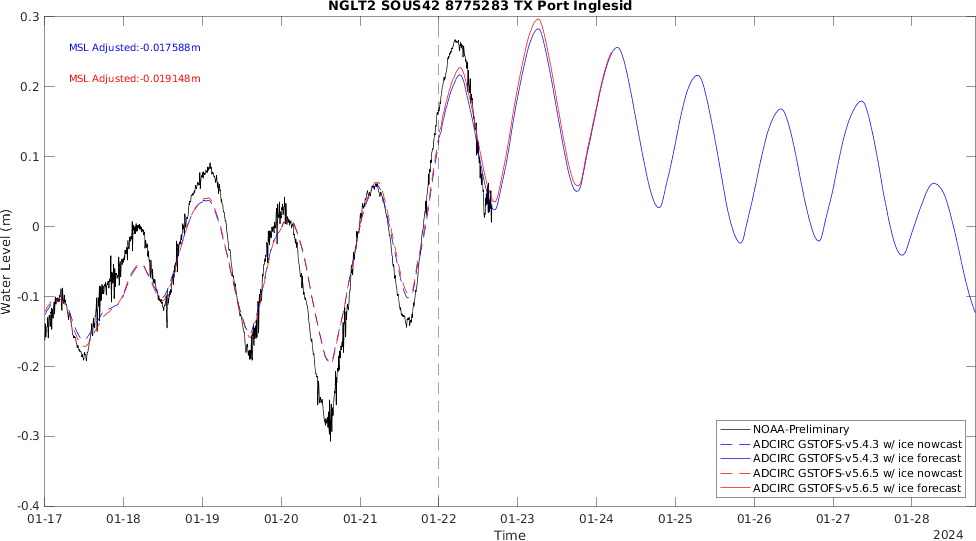 NGLT2 SOUS42 8775283 TX Port Inglesid
MSL Adjusted:-0.017588m
MSL Adjusted:-0.019148m
0.3
0.2
0.1
0
-0.1
-0.2
-0.3
-0.4
Water Level (m)
NOAA-Preliminary
ADCIRC GSTOFS-v5.4.3 w/ ice nowcast
ADCIRC GSTOFS-v5.4.3 w/ ice forecast
ADCIRC GSTOFS-v5.6.5 w/ ice nowcast
ADCIRC GSTOFS-v5.6.5 w/ ice forecast
01-17 01-18 01-19 01-20 01-21 01-22 01-23 01-24 01-25 01-26 01-27 01-28
Time
2024